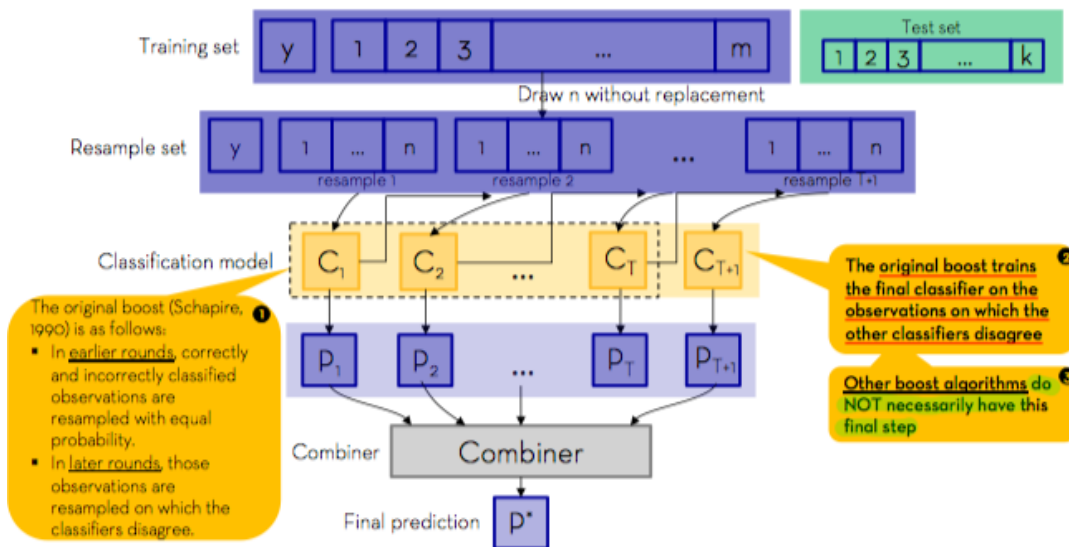 Training set
y 1 2 3 ... m
Test set
1 2 3 ... k
Draw n without replacement
Resample set
y 1 ... n 1 ... n ... 1 ... n
resample 1 resample 2 resample T+1
Classification model
C1 C2 ... CT CT+1
The original boost (Schapire, ❶
1990) is as follows:
▪ In earlier rounds, correctly
and incorrectly classified
observations are
resampled with equal
probability.
▪ In later rounds, those
observations are
resampled on which the
classifiers disagree.
❷
The original boost trains
the final classifier on the
observations on which the
other classifiers disagree
❸
Other boost algorithms do
NOT necessarily have this
final step
P1 P2 ... PT PT+1
Combiner
Combiner
Final prediction
P*